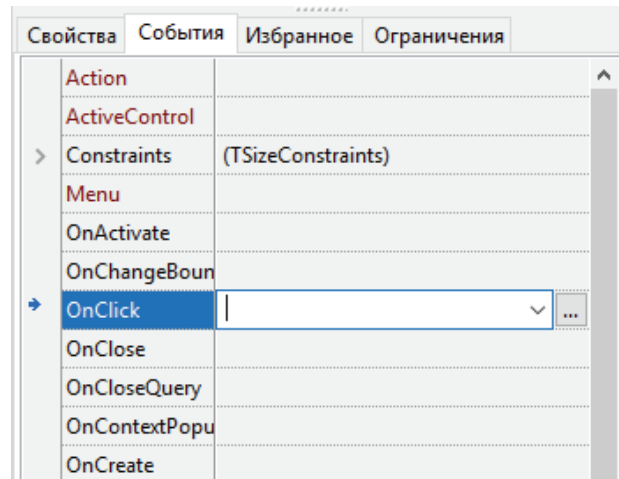 Свойства События Избранное Ограничения
Action
ActiveControl
Constraints (TSizeConstraints)
Menu
OnActivate
OnChangeBoun
OnClick ...
OnClose
OnCloseQuery
OnContextPopu
OnCreate